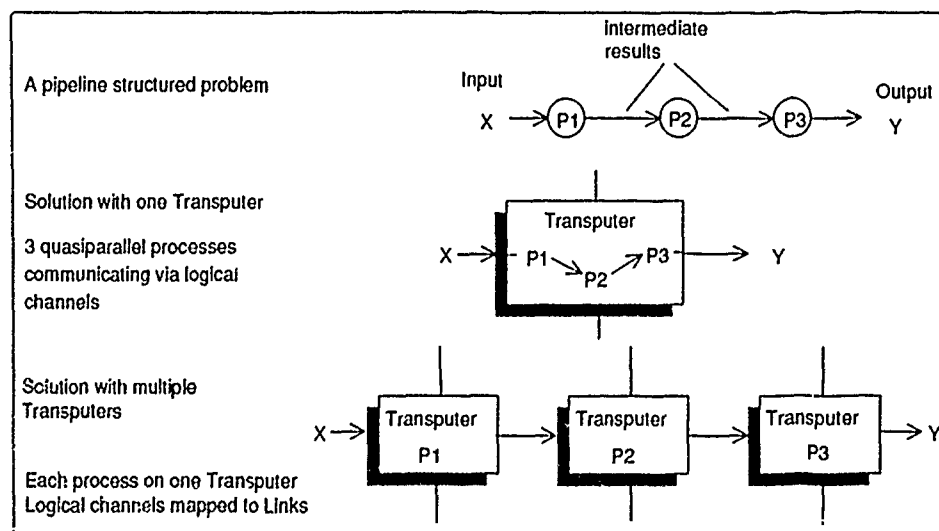 A pipeline structured problem
Input
intermediate
results
Output
X
P1
P2
P3
Y
Solution with one Transputer
3 quasiparallel processes
communicating via logical
channels
Transputer
X
P1
P2
P3
Y
Solution with multiple
Transputers
Each process on one Transputer
Logical channels mapped to Links
X
Transputer
P1
Transputer
P2
Transputer
P3
Y